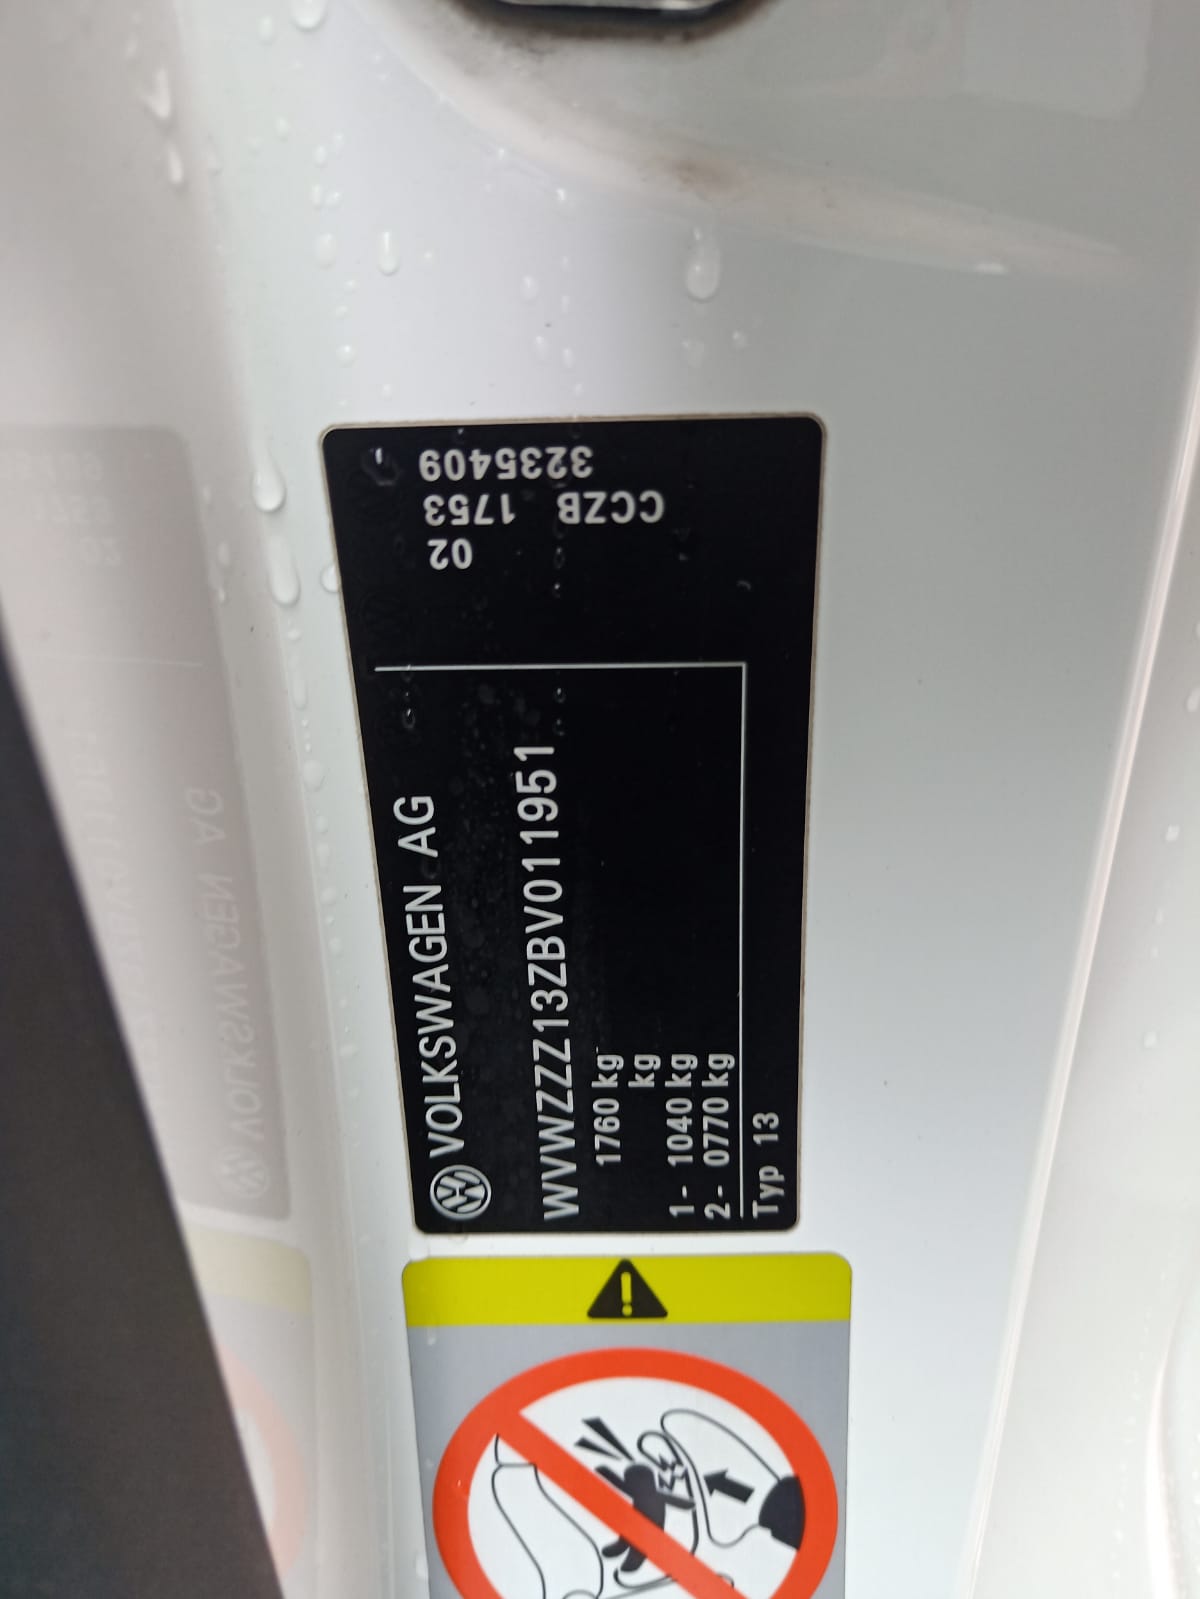 VOLKSWAGEN AG
WVWZZZ13ZBV011951
1760 kg
kg
1- 1040 kg
2- 0770 kg
Typ 13
02
CCZB 1753
3235409